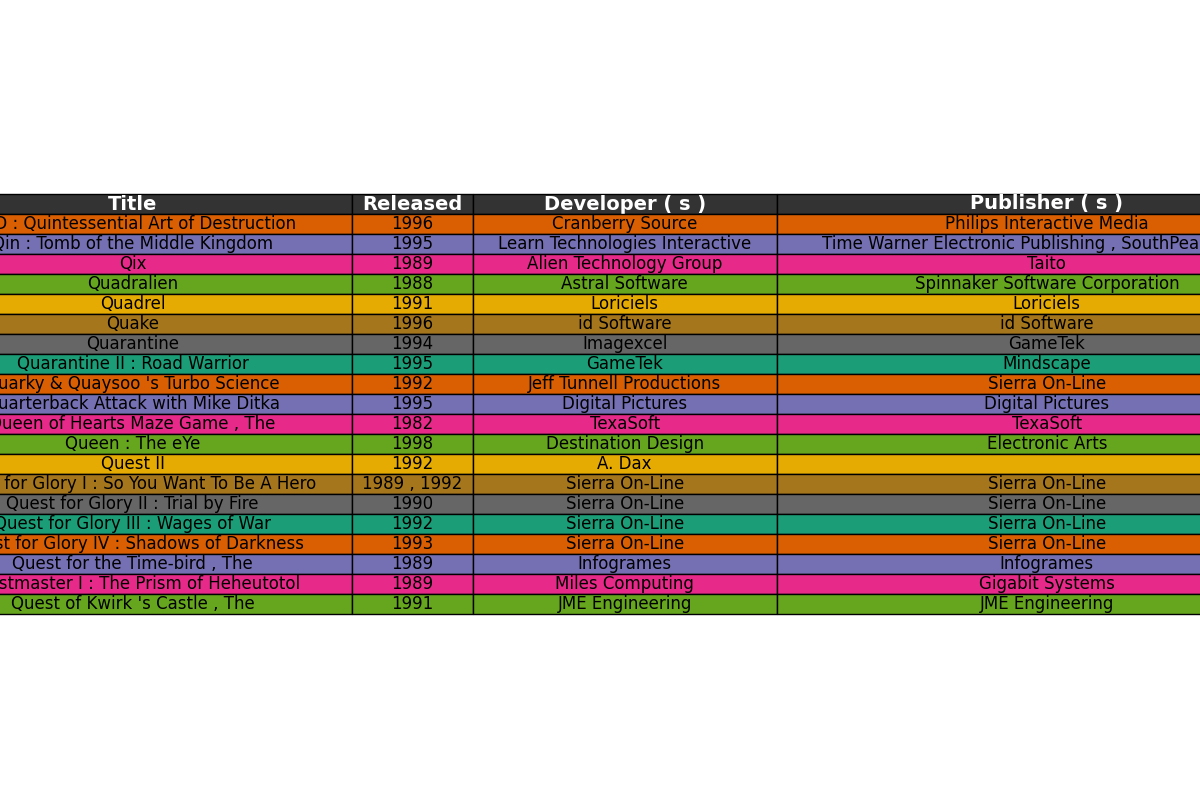 Title Released Developer ( s ) Publisher ( s )
: Quintessential Art of Destruction 1996 Cranberry Source Philips Interactive Media
Qin : Tomb of the Middle Kingdom 1995 Learn Technologies Interactive Time Warner Electronic Publishing ,
Qix 1989 Alien Technology Group Taito
Quadralien 1988 Astral Software Spinnaker Software Corporation
Quadrel 1991 Loriciels Loriciels
Quake 1996 id Software id Software
Quarantine 1994 Imagexcel GameTek
Quarantine II : Road Warrior 1995 GameTek Mindscape
& Quaysoo 's Turbo Science 1992 Jeff Tunnell Productions Sierra On-Line
Attack with Mike Ditka 1995 Digital Pictures Digital Pictures
of Hearts Maze Game , The 1982 TexaSoft TexaSoft
Queen : The eYe 1998 Destination Design Electronic Arts
Quest II 1992 A. Dax
for Glory I : So You Want To Be A Hero 1989 , 1992 Sierra On-Line Sierra On-Line
Quest for Glory II : Trial by Fire 1990 Sierra On-Line Sierra On-Line
Quest for Glory III : Wages of War 1992 Sierra On-Line Sierra On-Line
for Glory IV : Shadows of Darkness 1993 Sierra On-Line Sierra On-Line
Quest for the Time-bird , The 1989 Infogrames Infogrames
I : The Prism of Heheutotol 1989 Miles Computing Gigabit Systems
Quest of Kwirk 's Castle , The 1991 JME Engineering JME Engineering